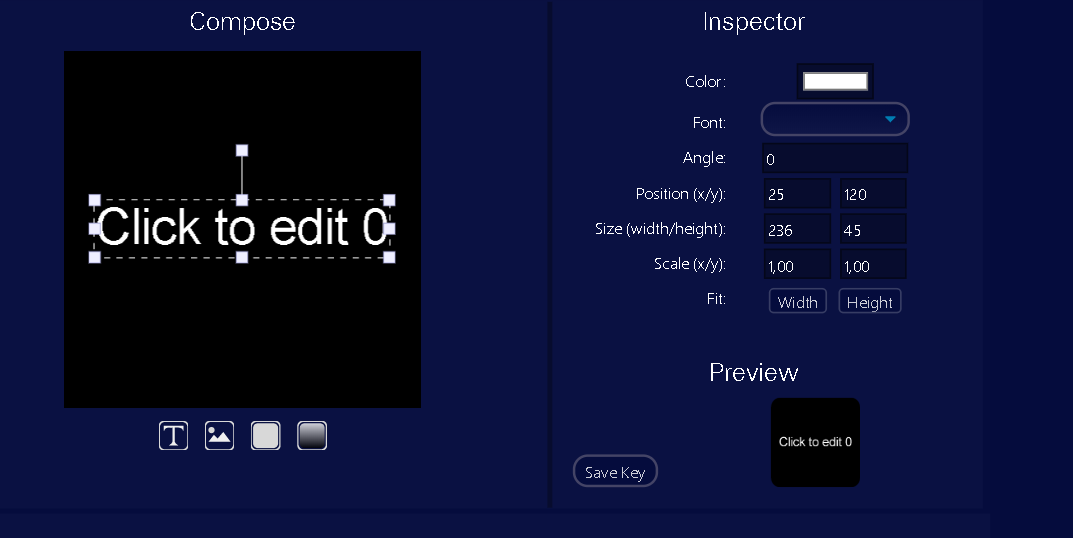 Compose
Click to edit 0
T
Inspector
Color:
Font:
Angle: 0
Position (x/y): 25 120
Size (width/height): 236 45
Scale (x/y): 1,00 1,00
Fit: Width Height
Preview
Click to edit 0
Save Key